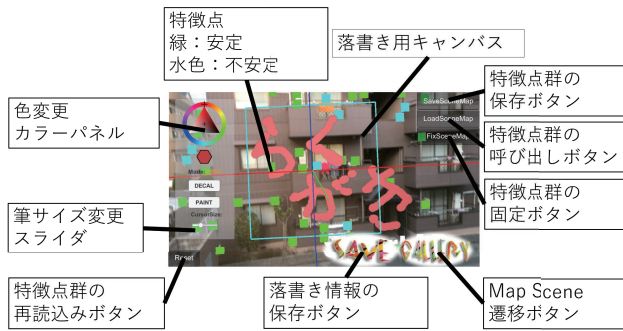 特徴点
緑：安定
水色：不安定
落書き用キャンバス
特徴点群の
保存ボタン
色変更
カラーパネル
特徴点群の
呼び出しボタン
筆サイズ変更
スライダ
特徴点群の
固定ボタン
特徴点群の
再読込みボタン
落書き情報の
保存ボタン
Map Scene
遷移ボタン
SaveSceneMap
LoadSceneMap
FixSceneMap
Mode:
DECAL
PAINT
CursorSize:
Reset
らくがき
SAVE
GALLERY